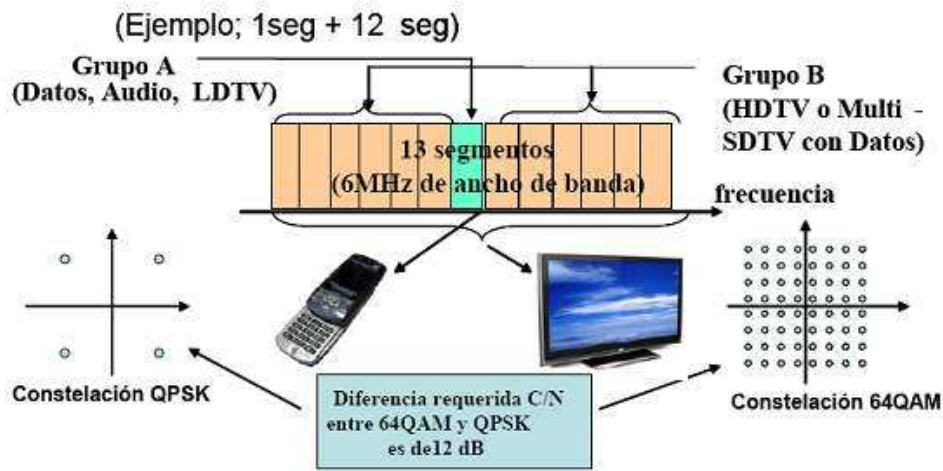 (Ejemplo; 1seg + 12 seg)
Grupo A
(Datos, Audio, LDTV)
Grupo B
(HDTV o Multi -
SDTV con Datos)
13 segmentos
(6MHz de ancho de banda)
frecuencia
Constelación QPSK
Diferencia requerida C/N
entre 64QAM y QPSK
es de12 dB
Constelación 64QAM